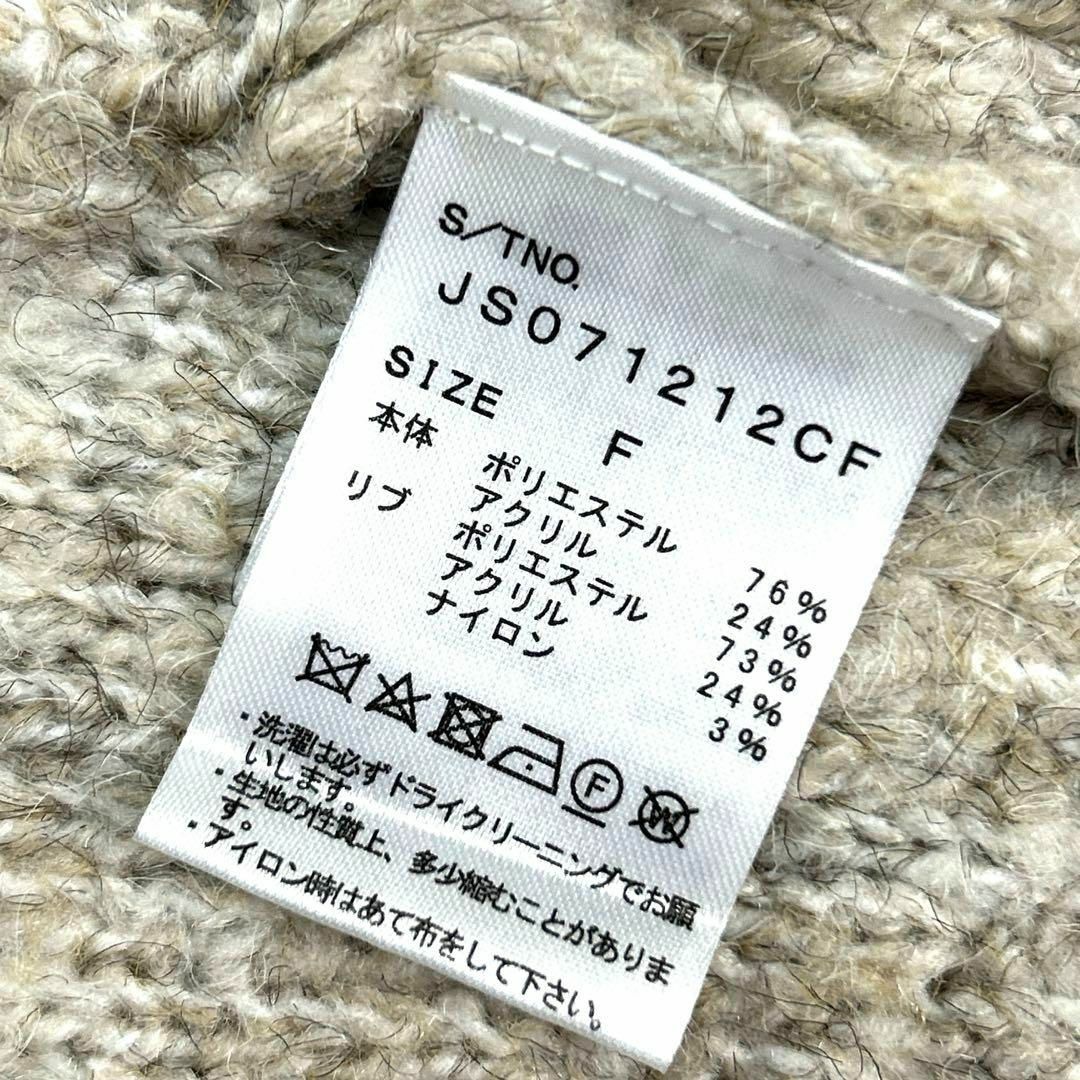 S/TNO.
JS071212CF
SIZE F
本体 ポリエステル 76%
アクリル 24%
リブ ポリエステル 73%
アクリル 24%
ナイロン 3%
F W
・洗濯は必ずドライクリーニングでお願
いします。
・生地の性質上、多少縮むことがありま
す。
・アイロン時はあて布をして下さい。